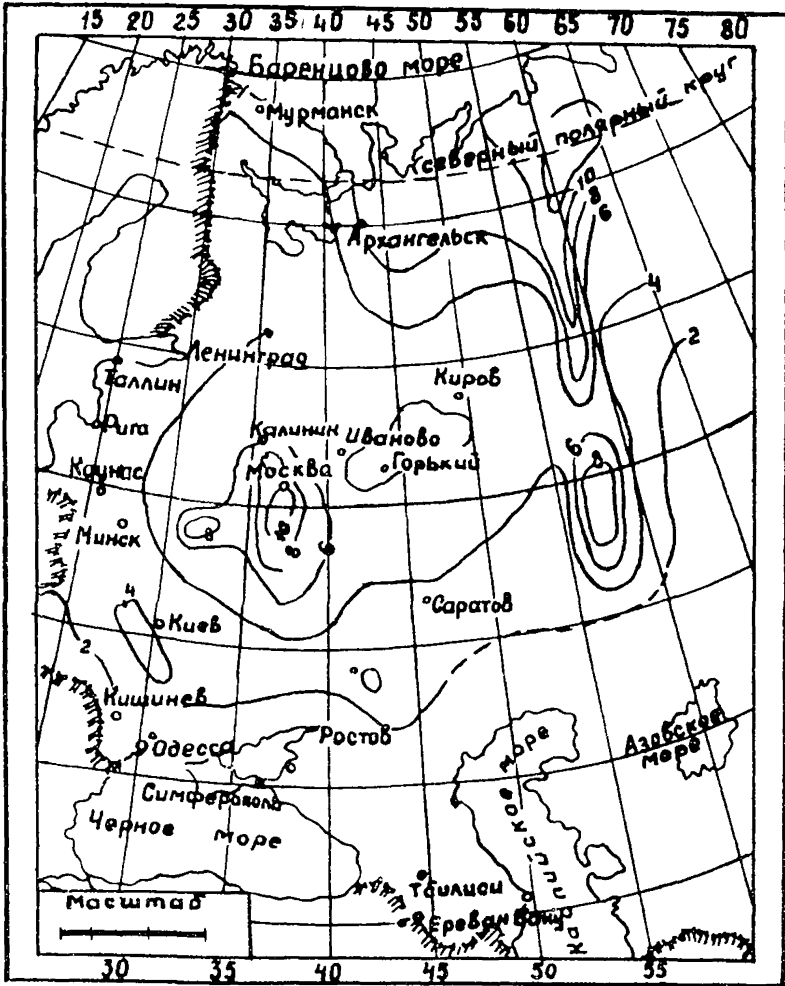 15 20 25 30 35 40 45 50 55 60 65 70 75 80
Баренцово море
Мурманск
северный полярный круг
10
8
6
Архангельск
4
2
Ленинград
Таллин
Киров
Рига
Калинин
Иваново
Москва
Горький
6
8
Каунас
Минск
8
8
6
4
Саратов
Киев
2
Кишинев
Одесса
Ростов
Азовское море
Симферополь
Черное море
Каспийское море
Тбилиси
Ереван
Баку
Масштаб
30 35 40 45 50 55